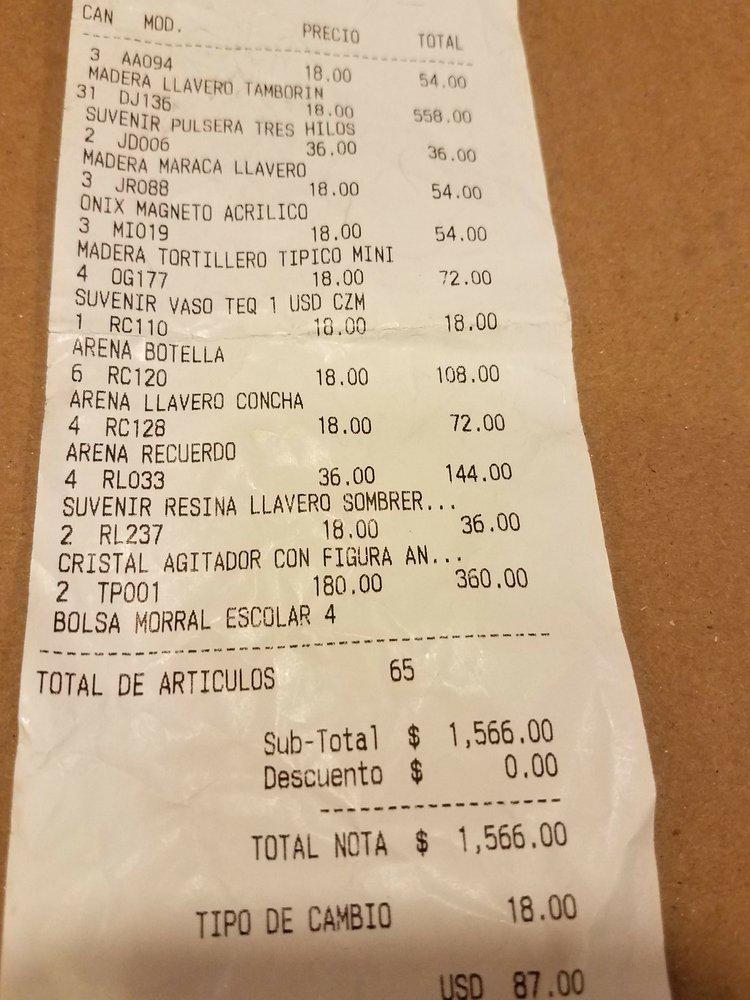 CAN MOD. PRECIO TOTAL
3 AA094 18.00 54.00
MADERA LLAVERO TAMBORIN
31 DJ136 18.00 558.00
SUVENIR PULSERA TRES HILOS
2 JD006 36.00 36.00
MADERA MARACA LLAVERO
3 JR088 18.00 54.00
ONIX MAGNETO ACRILICO
3 MI019 18.00 54.00
MADERA TORTILLERO TIPICO MINI
4 OG177 18.00 72.00
SUVENIR VASO TEQ 1 USD CZM
1 RC110 18.00 18.00
ARENA BOTELLA
6 RC120 18.00 108.00
ARENA LLAVERO CONCHA
4 RC128 18.00 72.00
ARENA RECUERDO
4 RL033 36.00 144.00
SUVENIR RESINA LLAVERO SOMBRER...
2 RL237 18.00 36.00
CRISTAL AGITADOR CON FIGURA AN...
2 TP001 180.00 360.00
BOLSA MORRAL ESCOLAR 4
TOTAL DE ARTICULOS 65
Sub-Total $ 1,566.00
Descuento $ 0.00
TOTAL NOTA $ 1,566.00
TIPO DE CAMBIO 18.00
USD 87.00